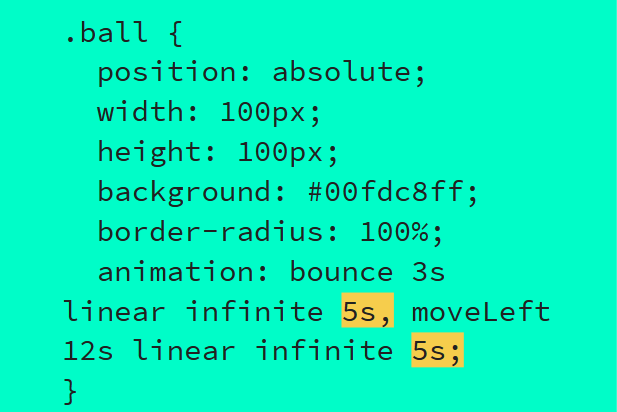 .ball {
  position: absolute;
  width: 100px;
  height: 100px;
  background: #00fdc8ff;
  border-radius: 100%;
  animation: bounce 3s
linear infinite 5s, moveLeft
12s linear infinite 5s;
}